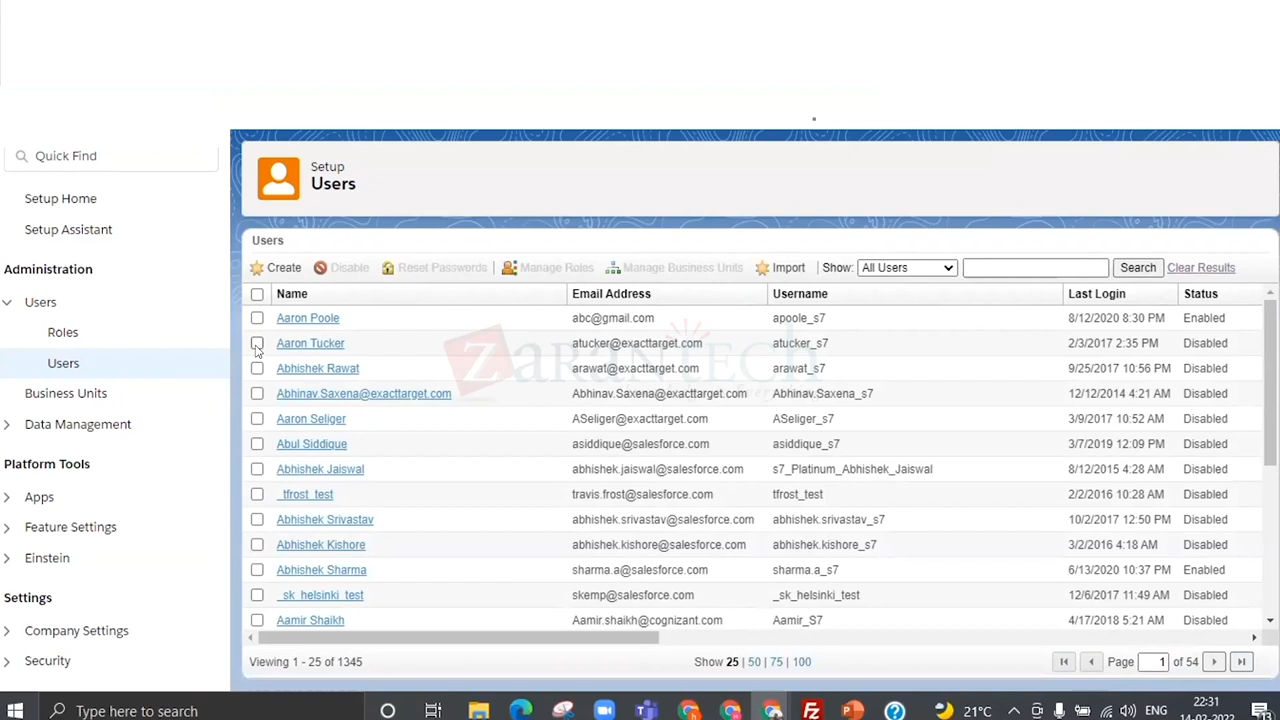 Quick Find
Setup Home
Setup Assistant
Administration
Users
Roles
Users
Business Units
Data Management
Platform Tools
Apps
Feature Settings
Einstein
Settings
Company Settings
Security
Setup
Users
Users
Create Disable Reset Passwords Manage Roles Manage Business Units Import Show: All Users Search Clear Results
Name Email Address Username Last Login Status
Aaron Poole abc@gmail.com apoole_s7 8/12/2020 8:30 PM Enabled
Aaron Tucker atucker@exacttarget.com atucker_s7 2/3/2017 2:35 PM Disabled
Abhishek Rawat arawat@exacttarget.com arawat_s7 9/25/2017 10:56 PM Disabled
Abhinav.Saxena@exacttarget.com Abhinav.Saxena@exacttarget.com Abhinav.Saxena_s7 12/12/2014 4:21 AM Disabled
Aaron Seliger ASeliger@exacttarget.com ASeliger_s7 3/9/2017 10:52 AM Disabled
Abul Siddique asiddique@salesforce.com asiddique_s7 3/7/2019 12:09 PM Disabled
Abhishek Jaiswal abhishek.jaiswal@salesforce.com s7_Platinum_Abhishek_Jaiswal 8/12/2015 4:28 AM Disabled
_tfrost_test travis.frost@salesforce.com tfrost_test 2/2/2016 10:28 AM Disabled
Abhishek Srivastav abhishek.srivastav@salesforce.com abhishek.srivastav_s7 10/2/2017 12:50 PM Disabled
Abhishek Kishore abhishek.kishore@salesforce.com abhishek.kishore_s7 3/2/2016 4:18 AM Disabled
Abhishek Sharma sharma.a@salesforce.com sharma.a_s7 6/13/2020 10:37 PM Enabled
_sk_helsinki_test skemp@salesforce.com _sk_helsinki_test 12/6/2017 11:49 AM Disabled
Aamir Shaikh Aamir.shaikh@cognizant.com Aamir_S7 4/17/2018 5:21 AM Disabled
zarantech
Viewing 1 - 25 of 1345 Show 25 | 50 | 75 | 100 Page 1 of 54
Type here to search 21°C ENG 22:31
14-02-2022